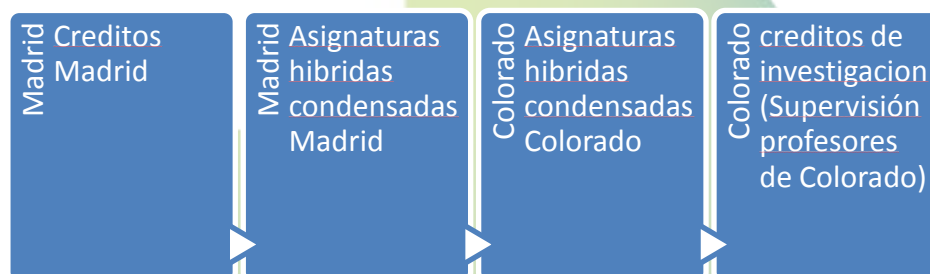 Madrid
Creditos
Madrid
Madrid
Asignaturas
hibridas
condensadas
Madrid
Colorado
Asignaturas
hibridas
condensadas
Colorado
Colorado
creditos de
investigacion
(Supervisión
profesores
de Colorado)